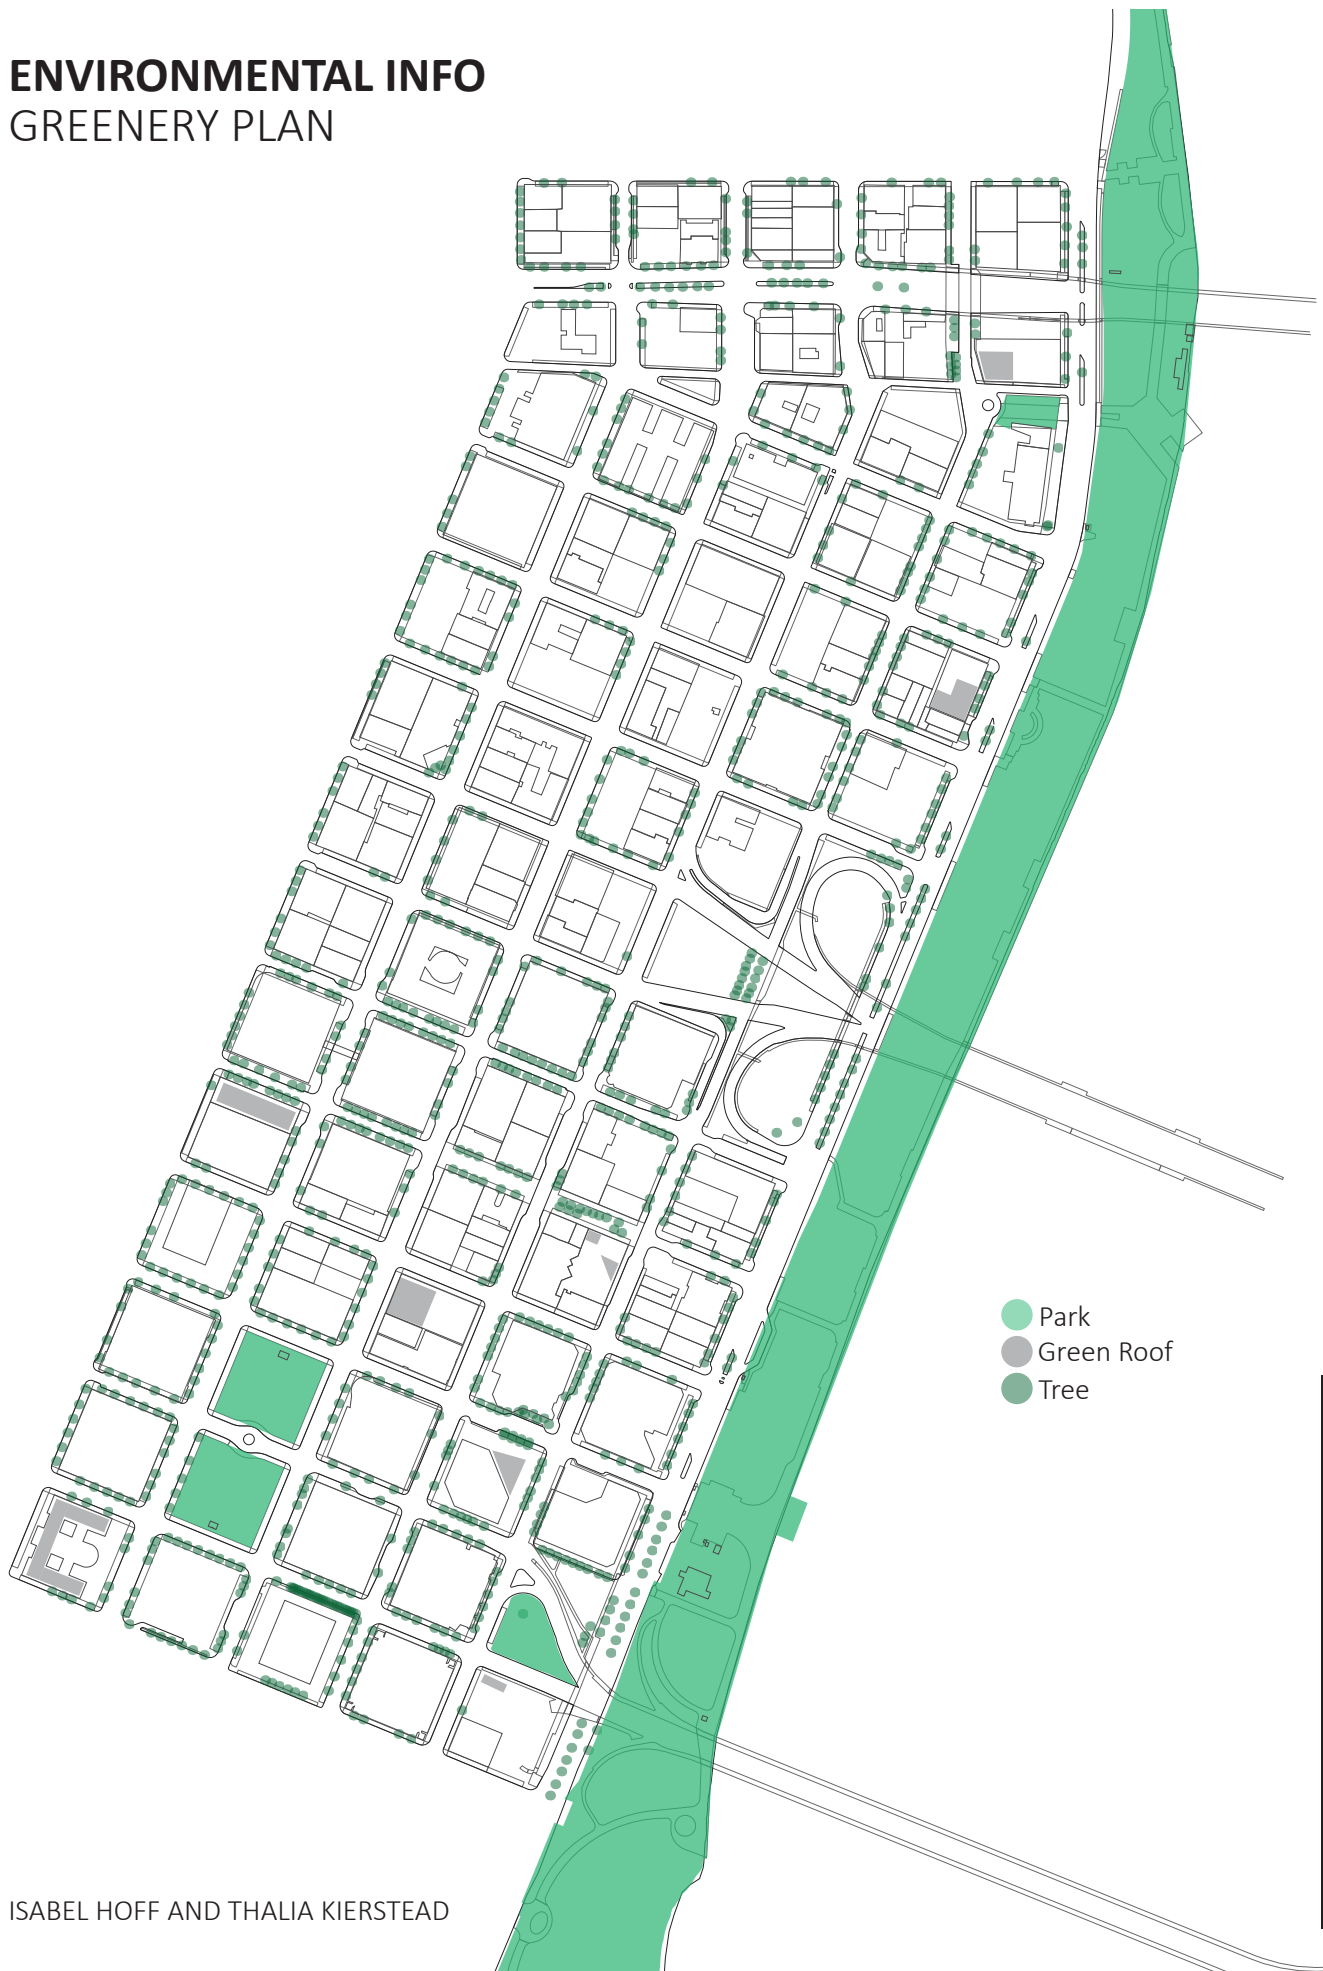 ENVIRONMENTAL INFO
GREENERY PLAN
Park
Green Roof
Tree
ISABEL HOFF AND THALIA KIERSTEAD